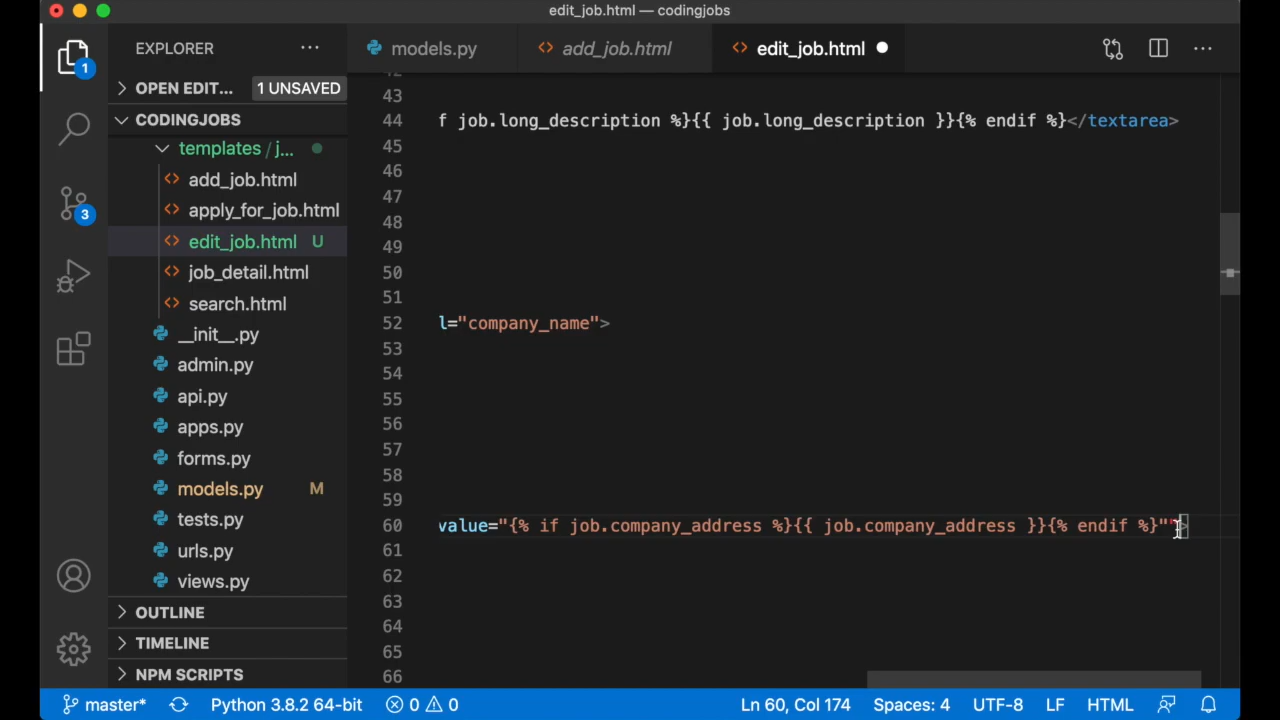 edit_job.html — codingjobs
EXPLORER ···
models.py
add_job.html
edit_job.html
OPEN EDIT... 1 UNSAVED
CODINGJOBS
templates / j...
add_job.html
apply_for_job.html
edit_job.html U
job_detail.html
search.html
__init__.py
admin.py
api.py
apps.py
forms.py
models.py M
tests.py
urls.py
views.py
OUTLINE
TIMELINE
NPM SCRIPTS
1
3
42
43
44 f job.long_description %}{{ job.long_description }}{% endif %}</textarea>
45
46
47
48
49
50
51
52 l="company_name">
53
54
55
56
57
58
59
60 value="{% if job.company_address %}{{ job.company_address }}{% endif %}"">
61
62
63
64
65
66
master* Python 3.8.2 64-bit 0 0 Ln 60, Col 174 Spaces: 4 UTF-8 LF HTML